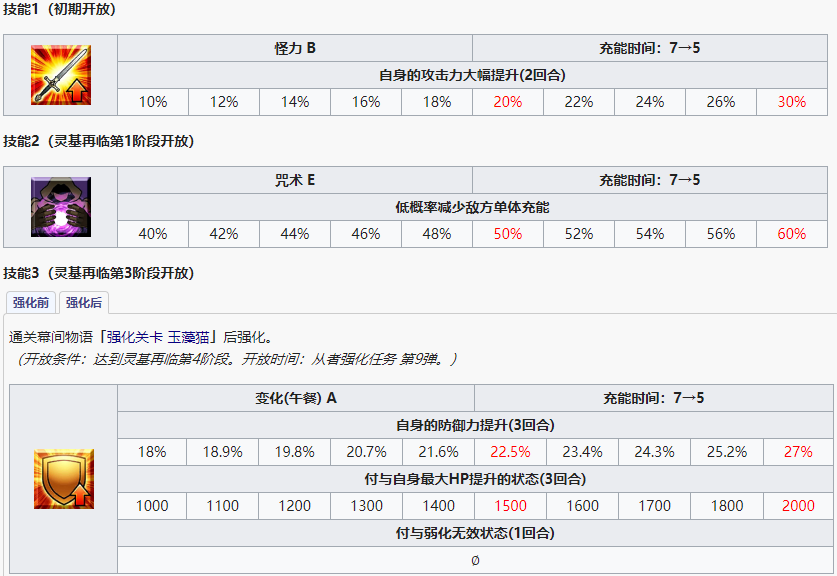 技能1（初期开放）
怪力 B 充能时间：7→5
自身的攻击力大幅提升(2回合)
10% 12% 14% 16% 18% 20% 22% 24% 26% 30%
技能2（灵基再临第1阶段开放）
咒术 E 充能时间：7→5
低概率减少敌方单体充能
40% 42% 44% 46% 48% 50% 52% 54% 56% 60%
技能3（灵基再临第3阶段开放）
强化前 强化后
通关幕间物语「强化关卡 玉藻猫」后强化。
（开放条件：达到灵基再临第4阶段。开放时间：从者强化任务 第9弹。）
变化(午餐) A 充能时间：7→5
自身的防御力提升(3回合)
18% 18.9% 19.8% 20.7% 21.6% 22.5% 23.4% 24.3% 25.2% 27%
付与自身最大HP提升的状态(3回合)
1000 1100 1200 1300 1400 1500 1600 1700 1800 2000
付与弱化无效状态(1回合)
∅